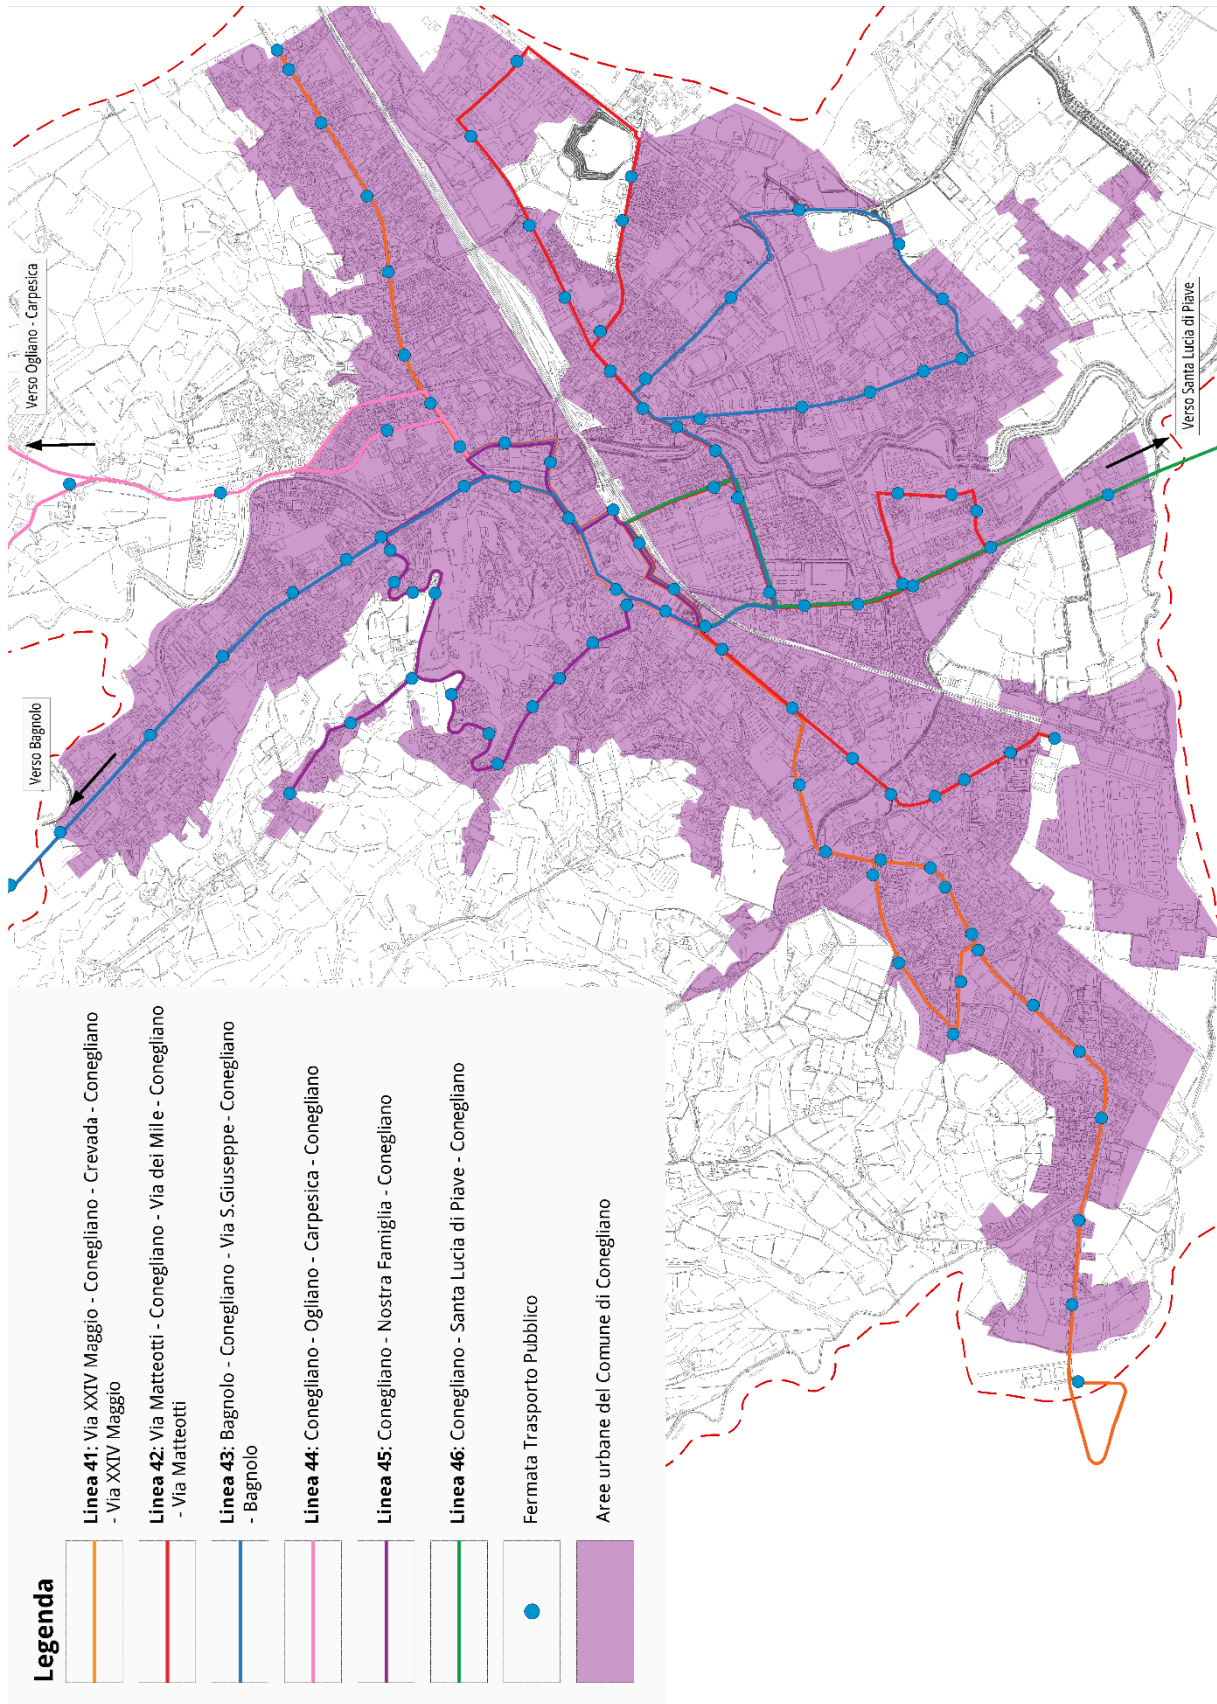 Legenda
Linea 41: Via XXIV Maggio - Conegliano - Crevada - Conegliano
- Via XXIV Maggio
Linea 42: Via Matteotti - Conegliano - Via dei Mille - Conegliano
- Via Matteotti
Linea 43: Bagnolo - Conegliano - Via S.Giuseppe - Conegliano
- Bagnolo
Linea 44: Conegliano - Ogliano - Carpesica - Conegliano
Linea 45: Conegliano - Nostra Famiglia - Conegliano
Linea 46: Conegliano - Santa Lucia di Piave - Conegliano
Fermata Trasporto Pubblico
Aree urbane del Comune di Conegliano
Verso Bagnolo
Verso Ogliano - Carpesica
Verso Santa Lucia di Piave